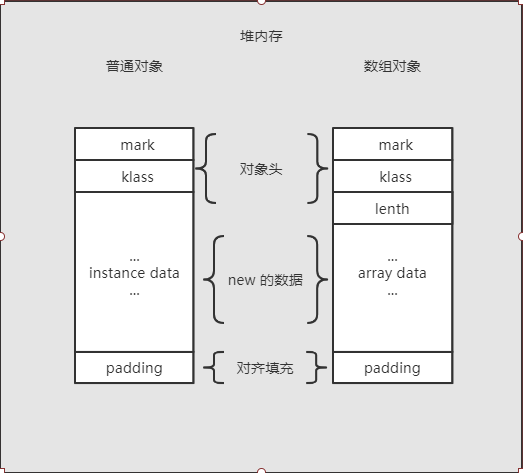 堆内存
普通对象
数组对象
mark
klass
...
instance data
...
padding
对象头
new 的数据
对齐填充
mark
klass
lenth
...
array data
...
padding